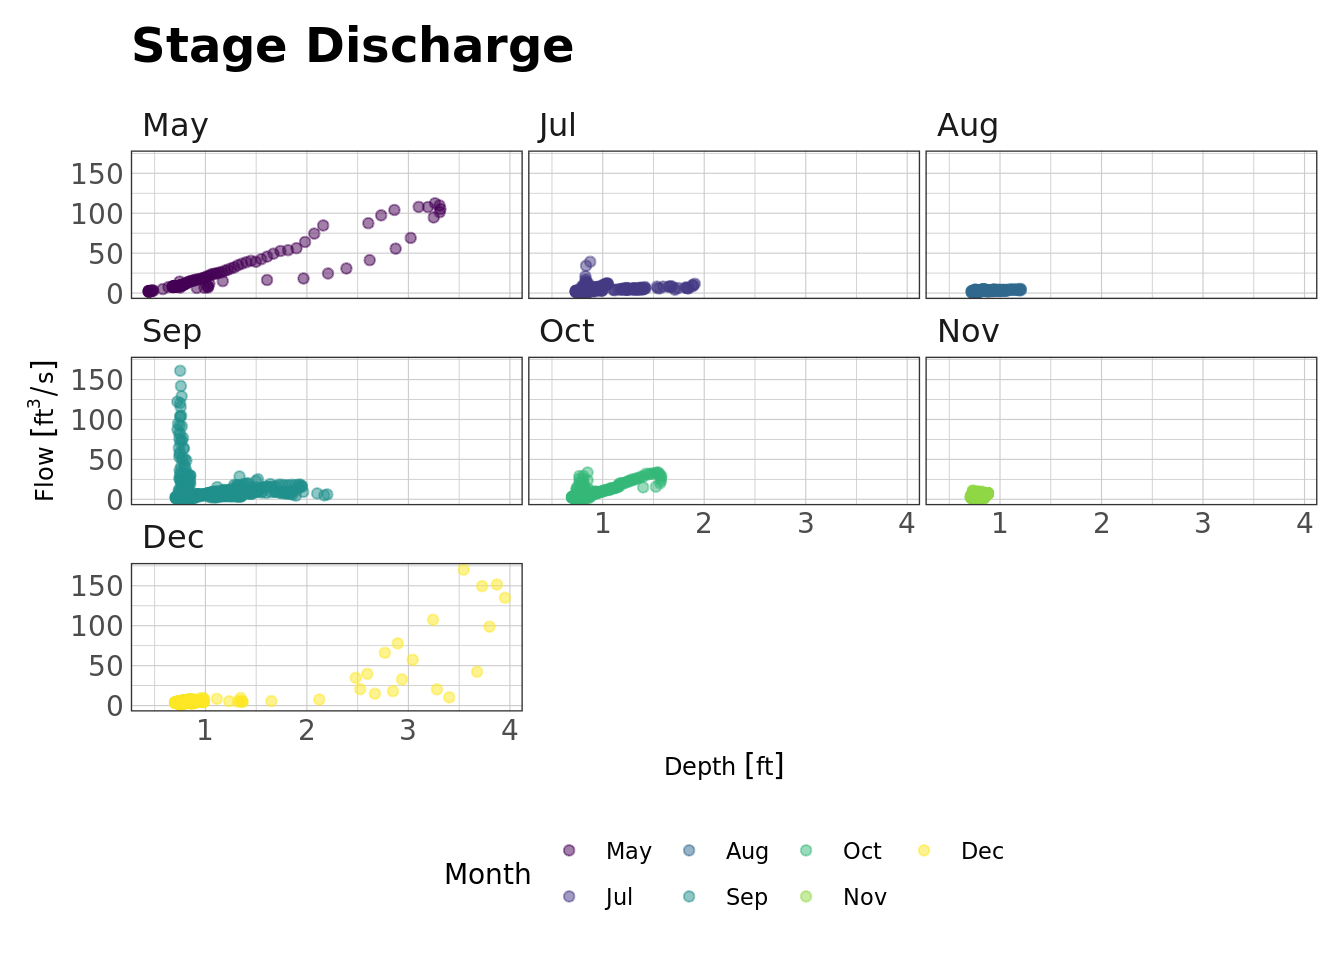 Stage Discharge
May Jul Aug
150
100
50
0
Sep Oct Nov
150
100
50
0
1 2 3 4 1 2 3 4
Dec
150
100
50
0
1 2 3 4
Flow [ft³/s]
Depth [ft]
Month
May Aug Oct Dec
Jul Sep Nov